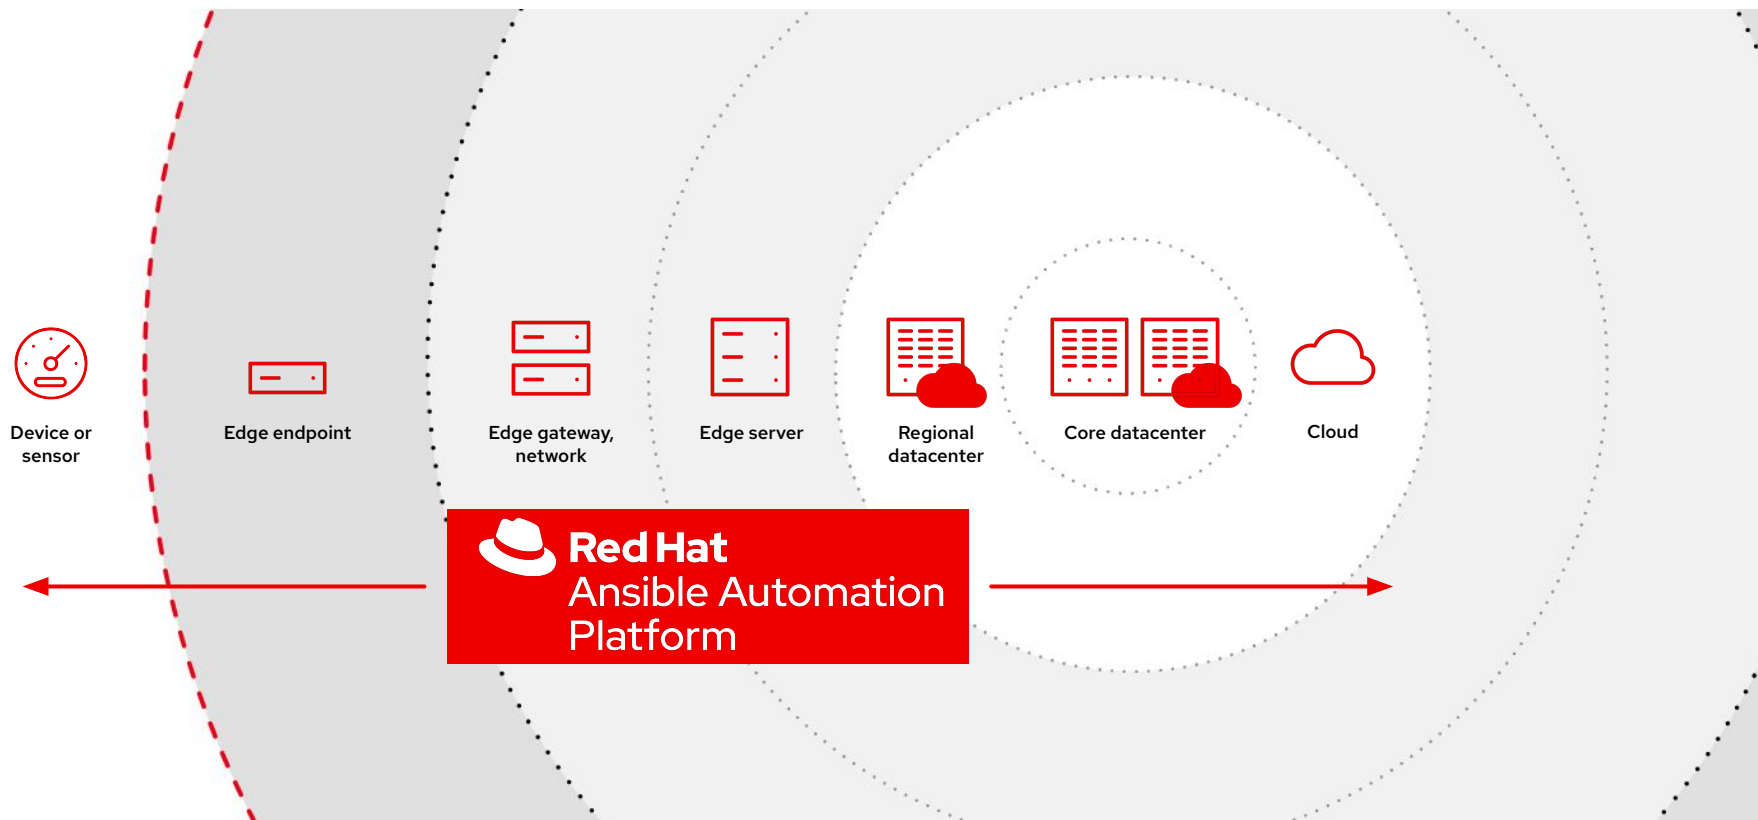 Device or
sensor
Edge endpoint
Edge gateway,
network
Edge server
Regional
datacenter
Core datacenter
Cloud
Red Hat
Ansible Automation
Platform